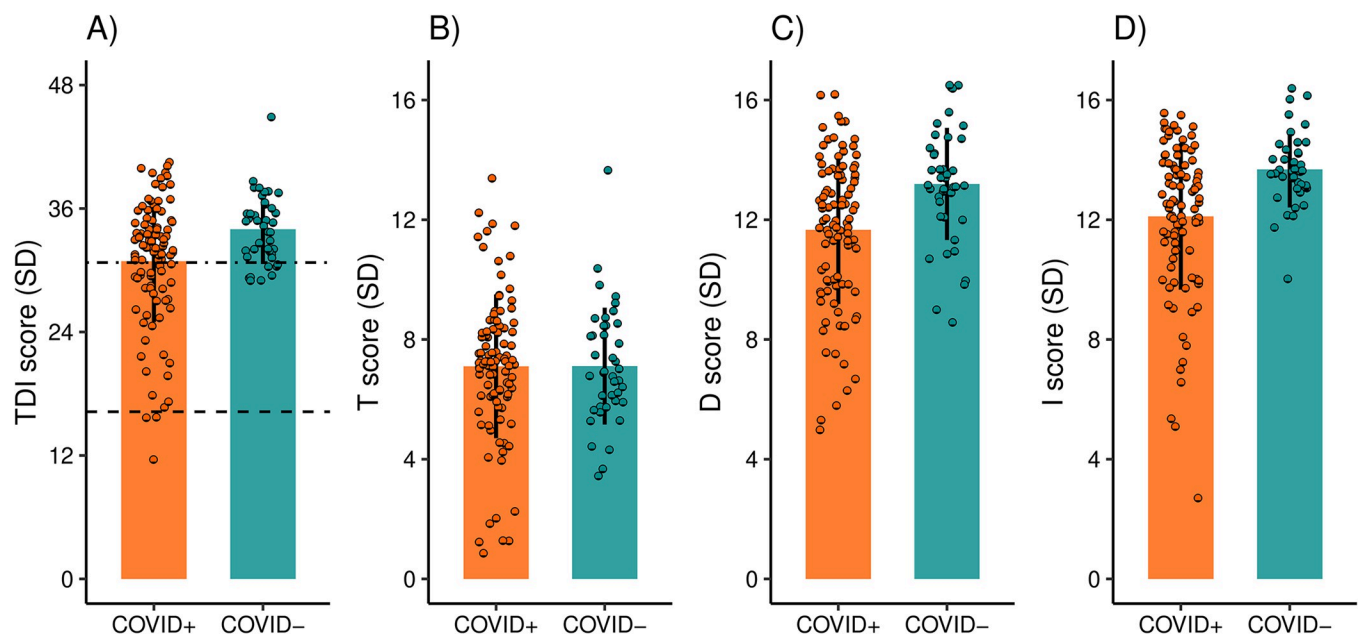 A)
TDI score (SD)
48
36
24
12
0
COVID+ COVID−
B)
T score (SD)
16
12
8
4
0
COVID+ COVID−
C)
D score (SD)
16
12
8
4
0
COVID+ COVID−
D)
I score (SD)
16
12
8
4
0
COVID+ COVID−